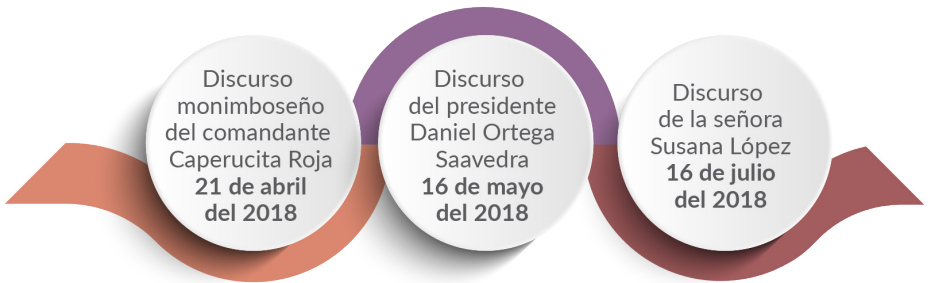 Discurso
monimboseño
del comandante
Caperucita Roja
21 de abril
del 2018
Discurso
del presidente
Daniel Ortega
Saavedra
16 de mayo
del 2018
Discurso
de la señora
Susana López
16 de julio
del 2018